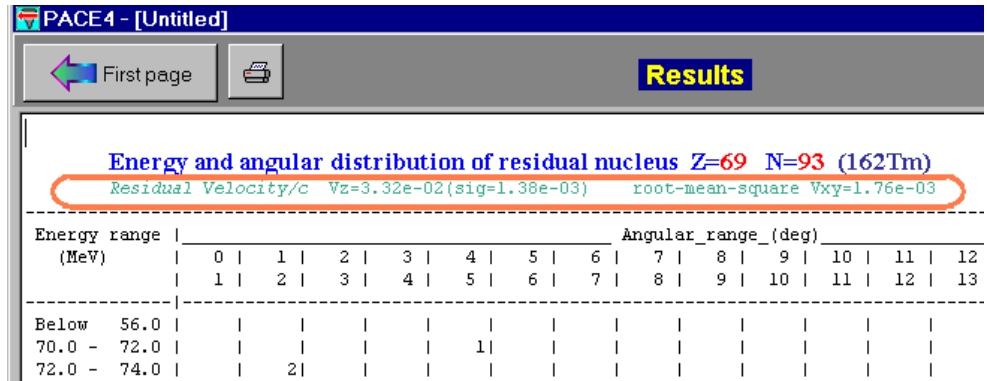 PACE4 - [Untitled]
First page
Results
Energy and angular distribution of residual nucleus Z=69 N=93 (162Tm)
Residual Velocity/c Vz=3.32e-02(sig=1.38e-03) root-mean-square Vxy=1.76e-03
Energy range |_______________________________ Angular_range_(deg)____________
(MeV) | 0 | 1 | 2 | 3 | 4 | 5 | 6 | 7 | 8 | 9 | 10 | 11 | 12
| 1 | 2 | 3 | 4 | 5 | 6 | 7 | 8 | 9 | 10 | 11 | 12 | 13
Below 56.0 | | | | | | | | | | | | |
70.0 - 72.0 | | | | | 1| | | | | | | |
72.0 - 74.0 | | 2| | | | | | | | | | |